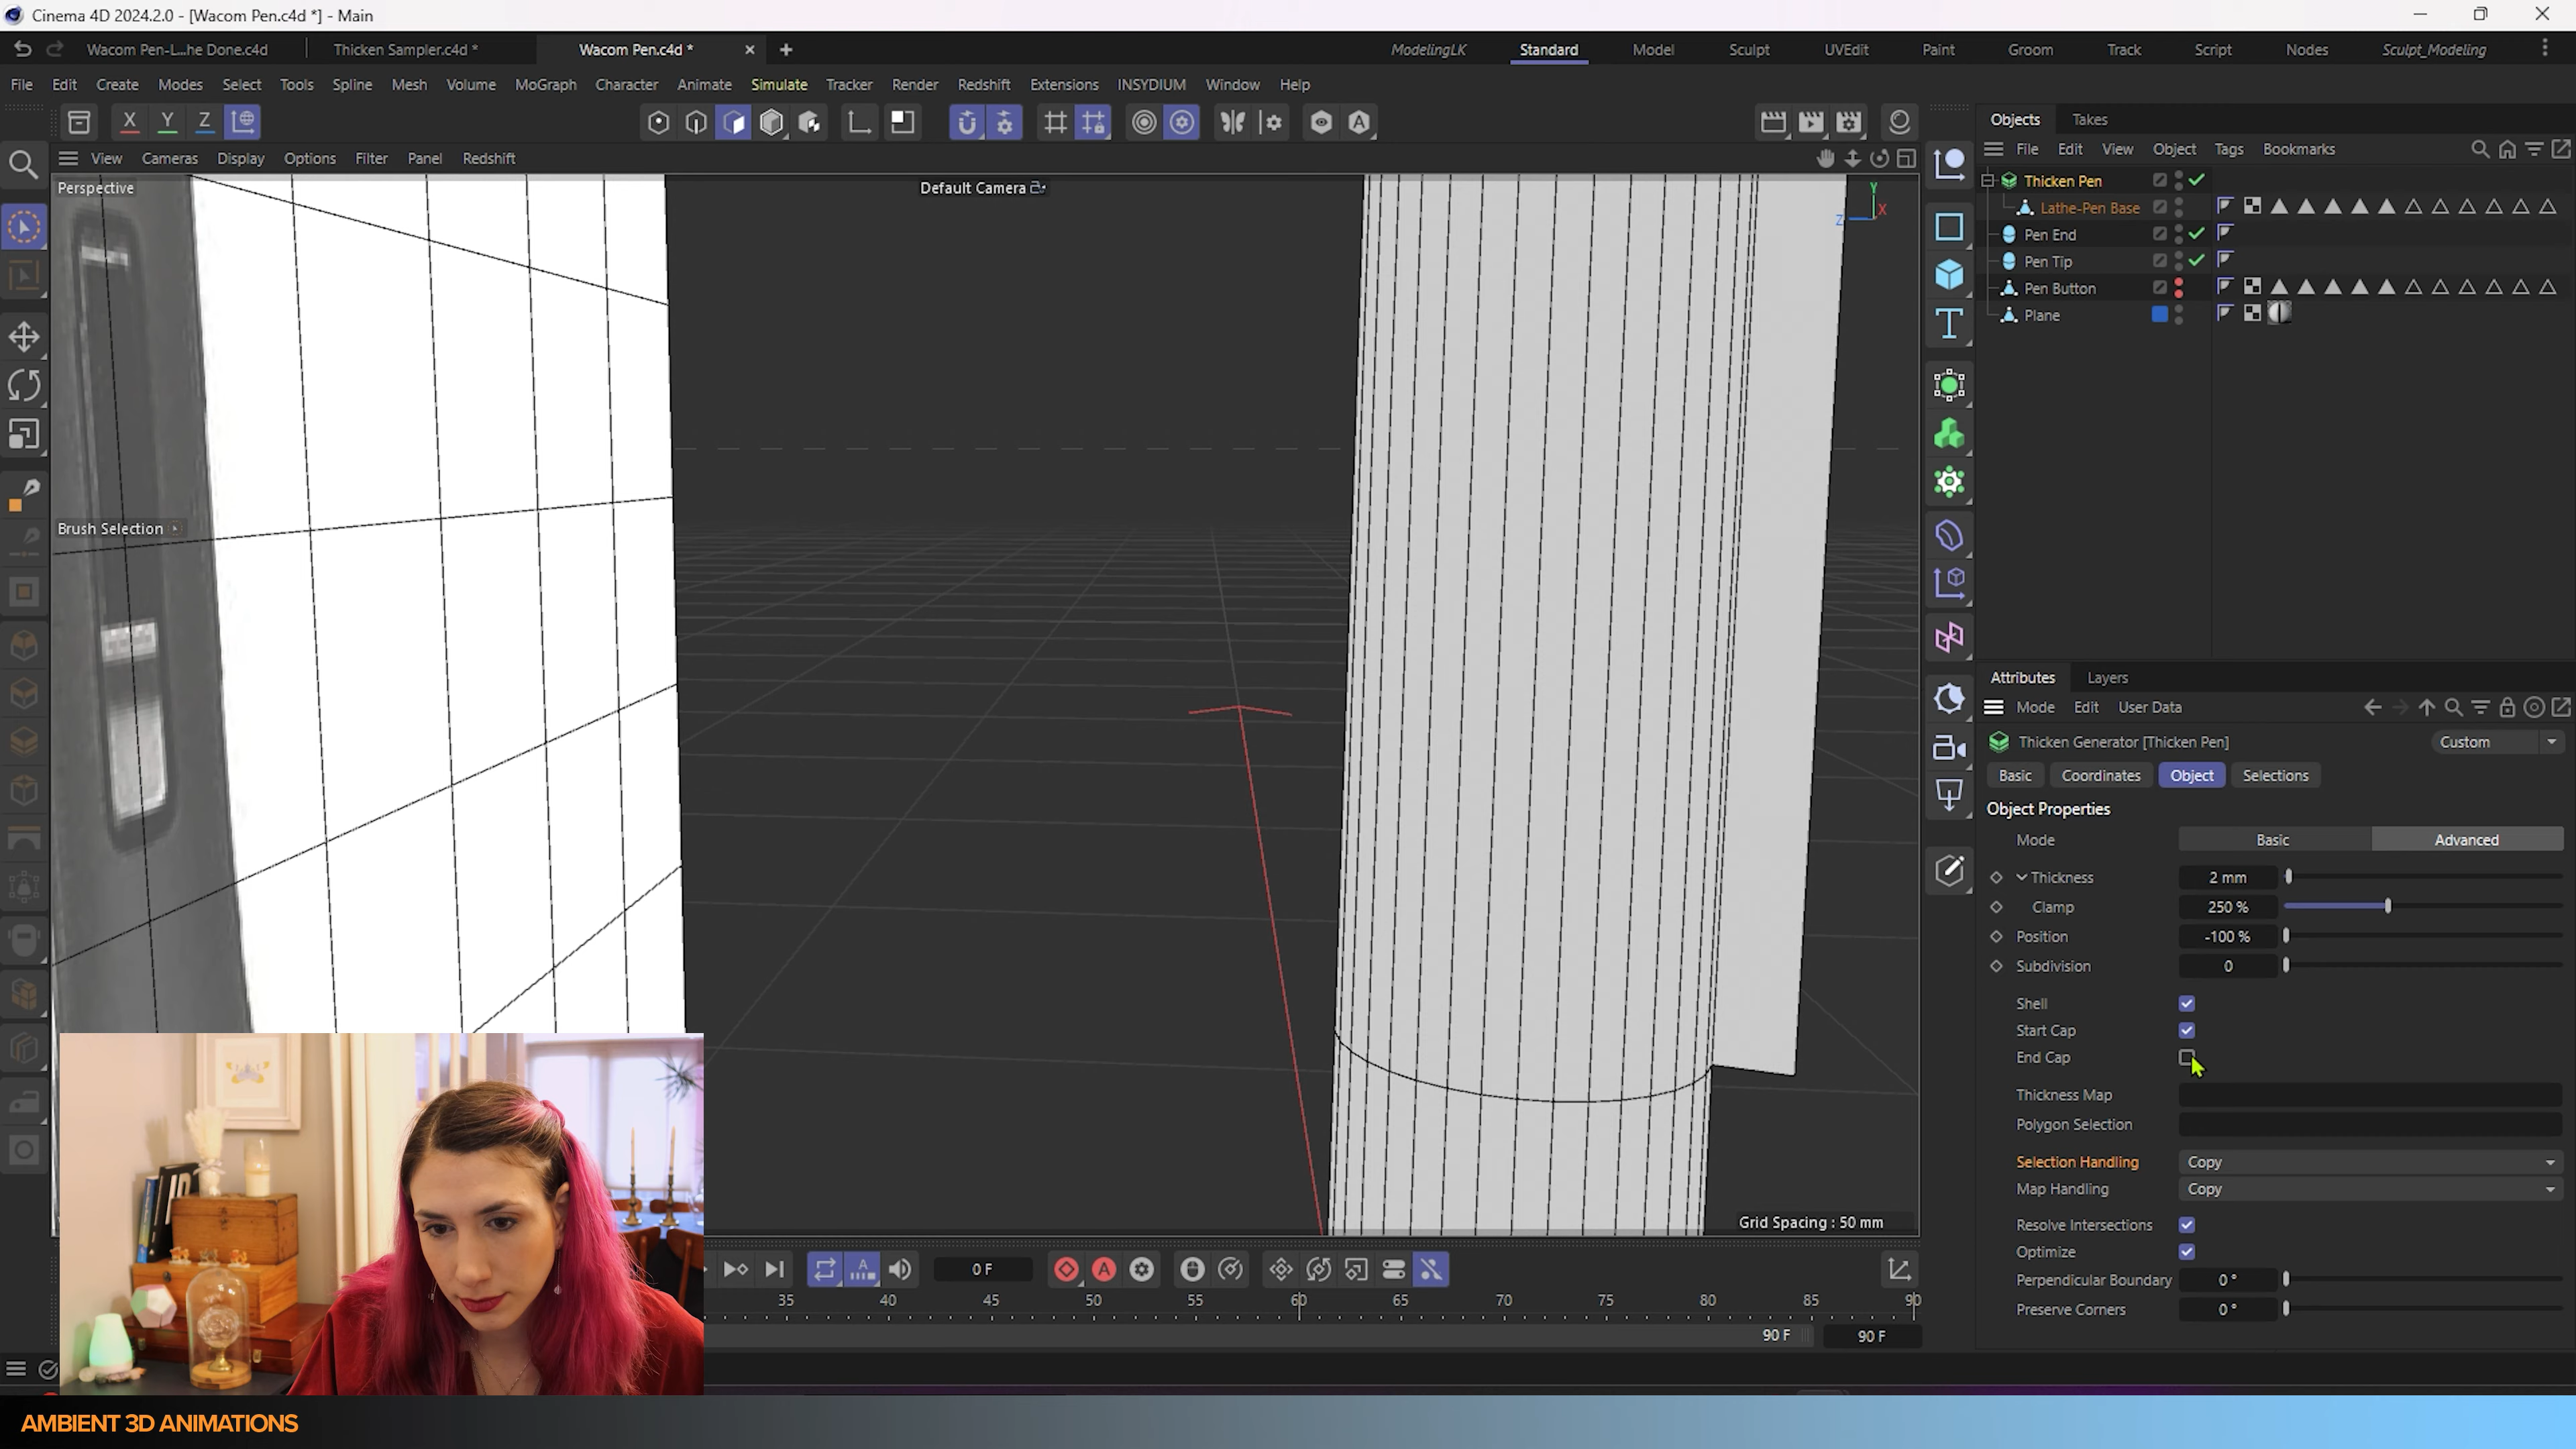 Cinema 4D 2024.2.0 - [Wacom Pen.c4d *] - Main
Wacom Pen-L...he Done.c4d
Thicken Sampler.c4d *
Wacom Pen.c4d *
ModelingLK
Standard
Model
Sculpt
UVEdit
Paint
Groom
Track
Script
Nodes
Sculpt_Modeling
File Edit Create Modes Select Tools Spline Mesh Volume MoGraph Character Animate Simulate Tracker Render Redshift Extensions INSYDIUM Window Help
X Y Z
View Cameras Display Options Filter Panel Redshift
Perspective
Default Camera
Y
X
Z
Brush Selection
Grid Spacing : 50 mm
Objects Takes
File Edit View Object Tags Bookmarks
Thicken Pen
Lathe-Pen Base
Pen End
Pen Tip
Pen Button
Plane
Attributes Layers
Mode Edit User Data
Thicken Generator [Thicken Pen]
Custom
Basic Coordinates Object Selections
Object Properties
Mode Basic Advanced
Thickness 2 mm
Clamp 250 %
Position -100 %
Subdivision 0
Shell
Start Cap
End Cap
Thickness Map
Polygon Selection
Selection Handling Copy
Map Handling Copy
Resolve Intersections
Optimize
Perpendicular Boundary 0 °
Preserve Corners 0 °
0 F
35 40 45 50 55 60 65 70 75 80 85 90
90 F
90 F
AMBIENT 3D ANIMATIONS